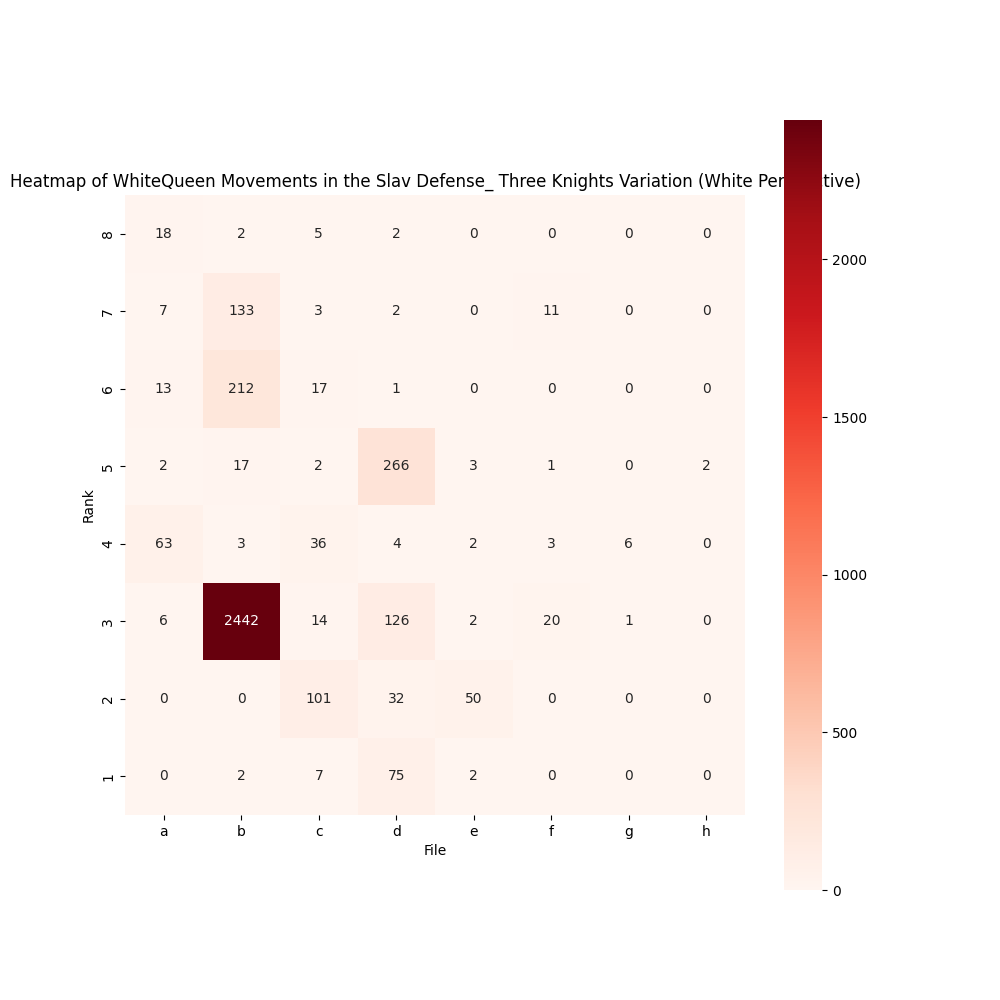 Heatmap of WhiteQueen Movements in the Slav Defense_ Three Knights Variation (White Per tive)
8 18 2 5 2 0 0 0 0
7 7 133 3 2 0 11 0 0
6 13 212 17 1 0 0 0 0
5 2 17 2 266 3 1 0 2
Rank
4 63 3 36 4 2 3 6 0
3 6 2442 14 126 2 20 1 0
2 0 0 101 32 50 0 0 0
1 0 2 7 75 2 0 0 0
a b c d e f g h
File
2000
1500
1000
500
0